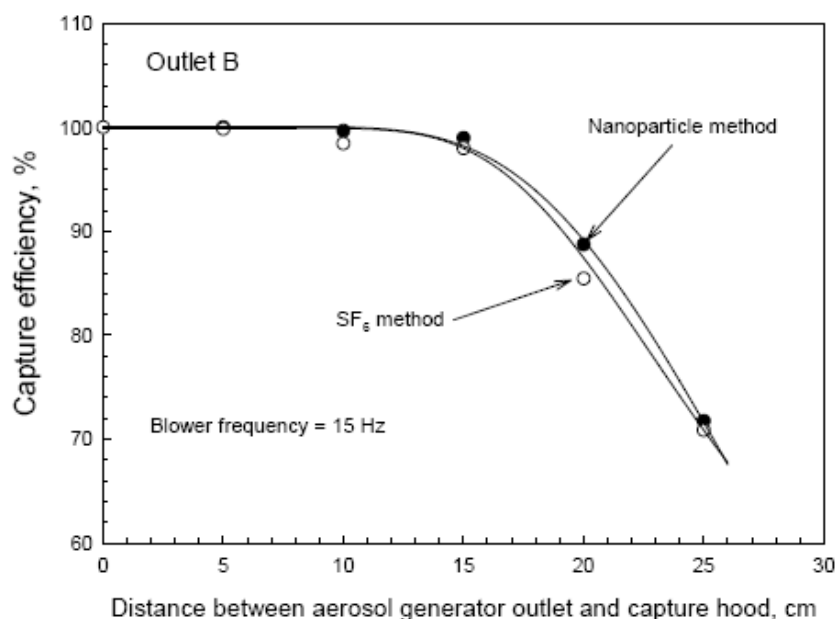 110
Outlet B
100
Nanoparticle method
90
SF₆ method
80
Blower frequency = 15 Hz
70
60
0 5 10 15 20 25 30
Capture efficiency, %
Distance between aerosol generator outlet and capture hood, cm